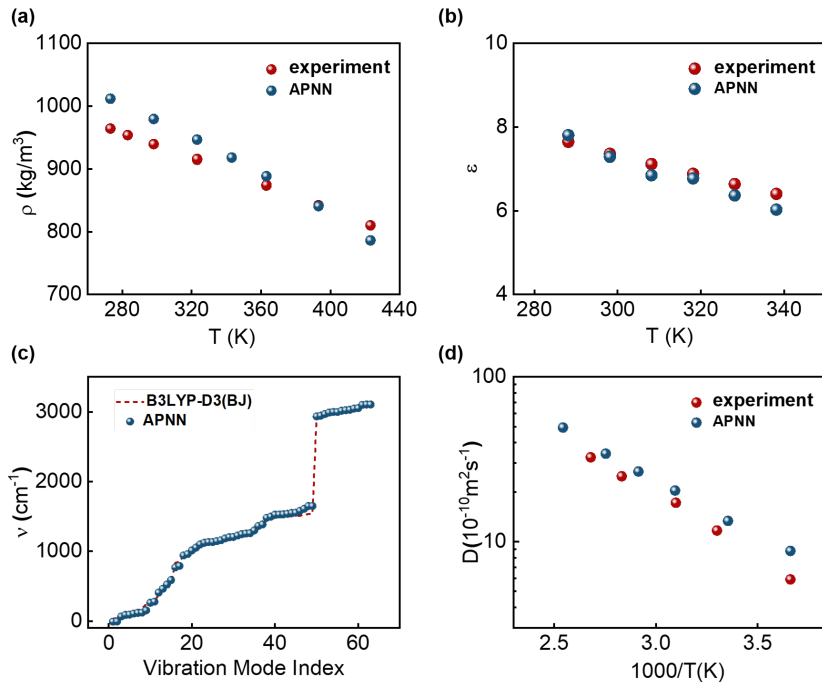 (a)
1100
1000
900
800
700
ρ (kg/m³)
experiment
APNN
280
320
360
400
440
T (K)
(b)
10
8
6
4
ε
experiment
APNN
280
300
320
340
T (K)
(c)
3000
2000
1000
0
ν (cm⁻¹)
B3LYP-D3(BJ)
APNN
0
20
40
60
Vibration Mode Index
(d)
100
10
D(10⁻¹⁰m²s⁻¹)
experiment
APNN
2.5
3.0
3.5
1000/T(K)